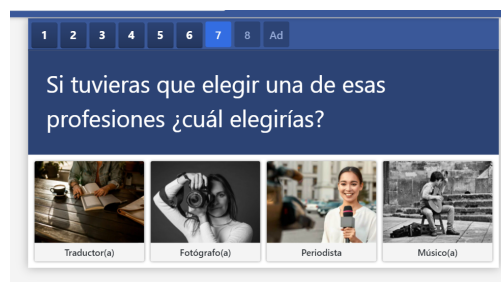 1 2 3 4 5 6 7 8 Ad
Si tuvieras que elegir una de esas
profesiones ¿cuál elegirías?
Traductor(a) Fotógrafo(a) Periodista Músico(a)